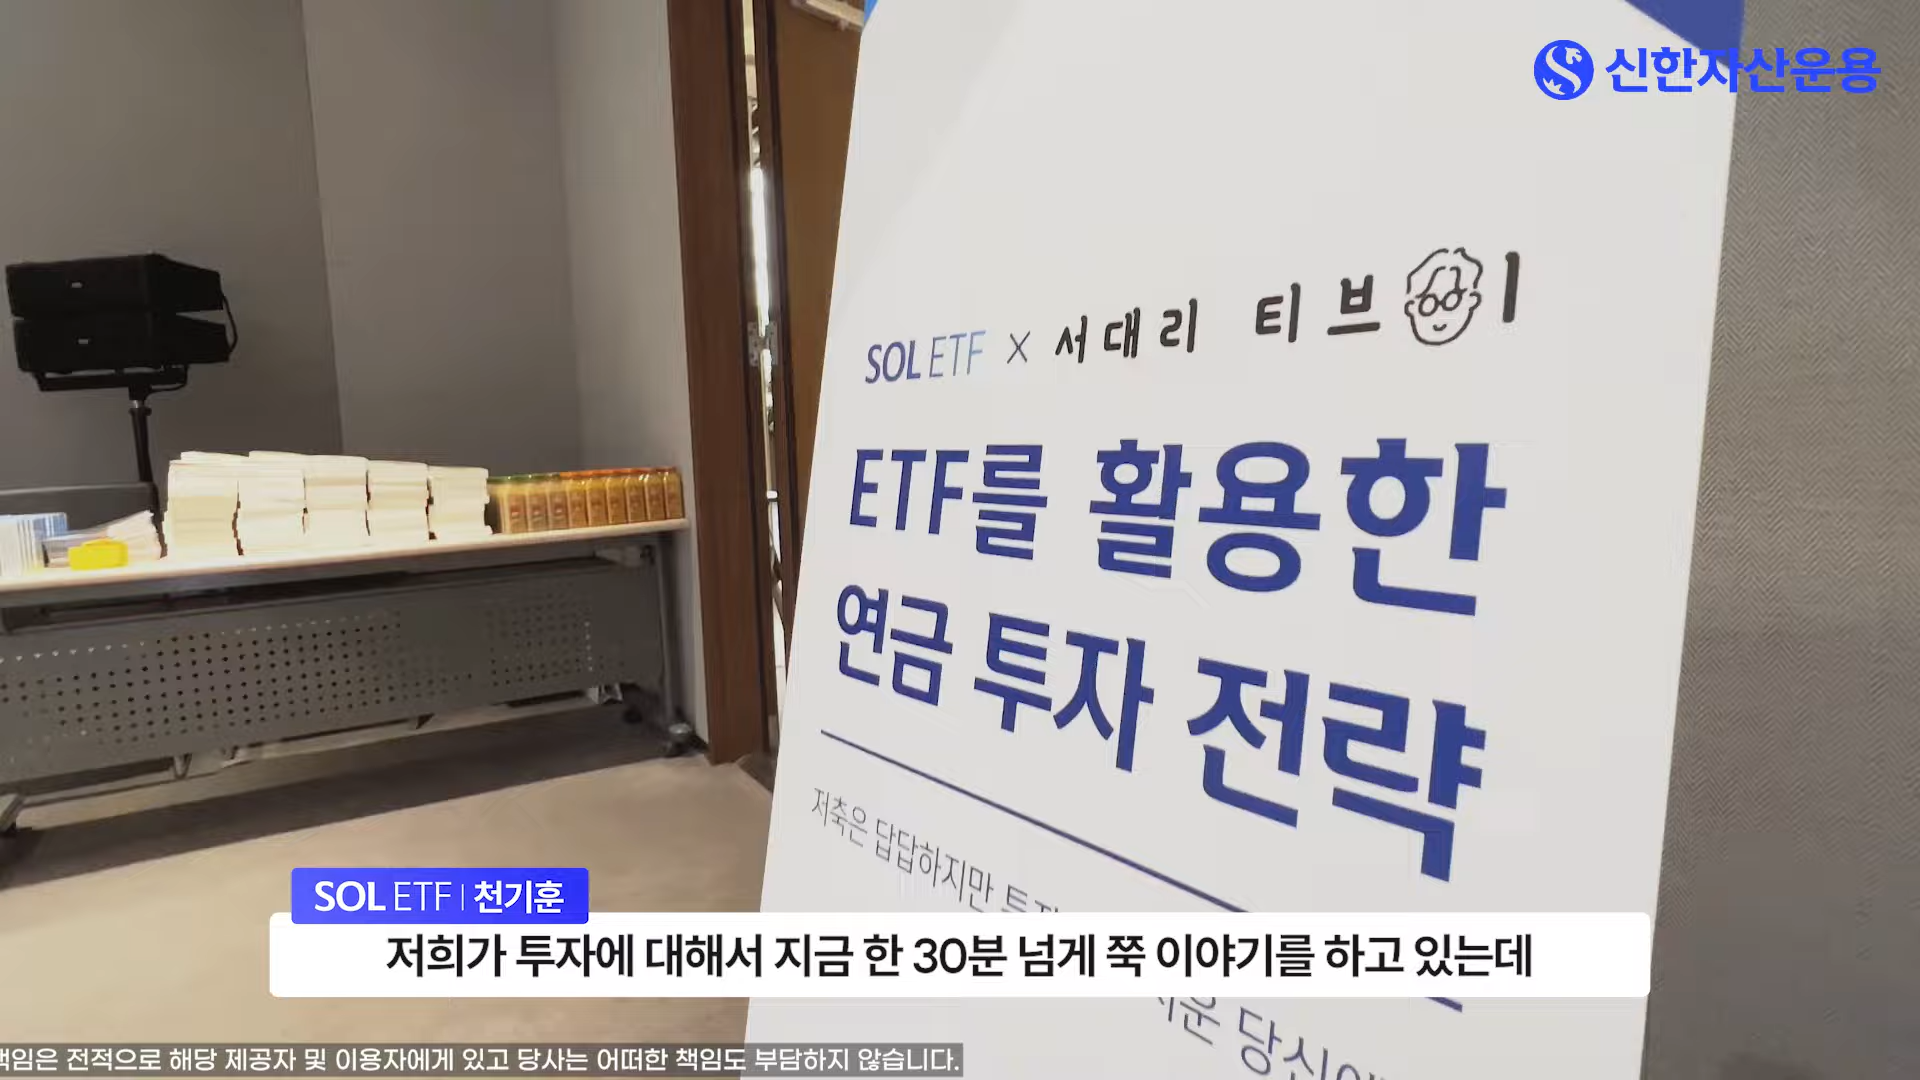 신한자산운용
SOL ETF × 서대리 티브이
ETF를 활용한
연금 투자 전략
저축은 답답하지만
당신
SOL ETF | 천기훈
저희가 투자에 대해서 지금 한 30분 넘게 쭉 이야기를 하고 있는데
책임은 전적으로 해당 제공자 및 이용자에게 있고 당사는 어떠한 책임도 부담하지 않습니다.